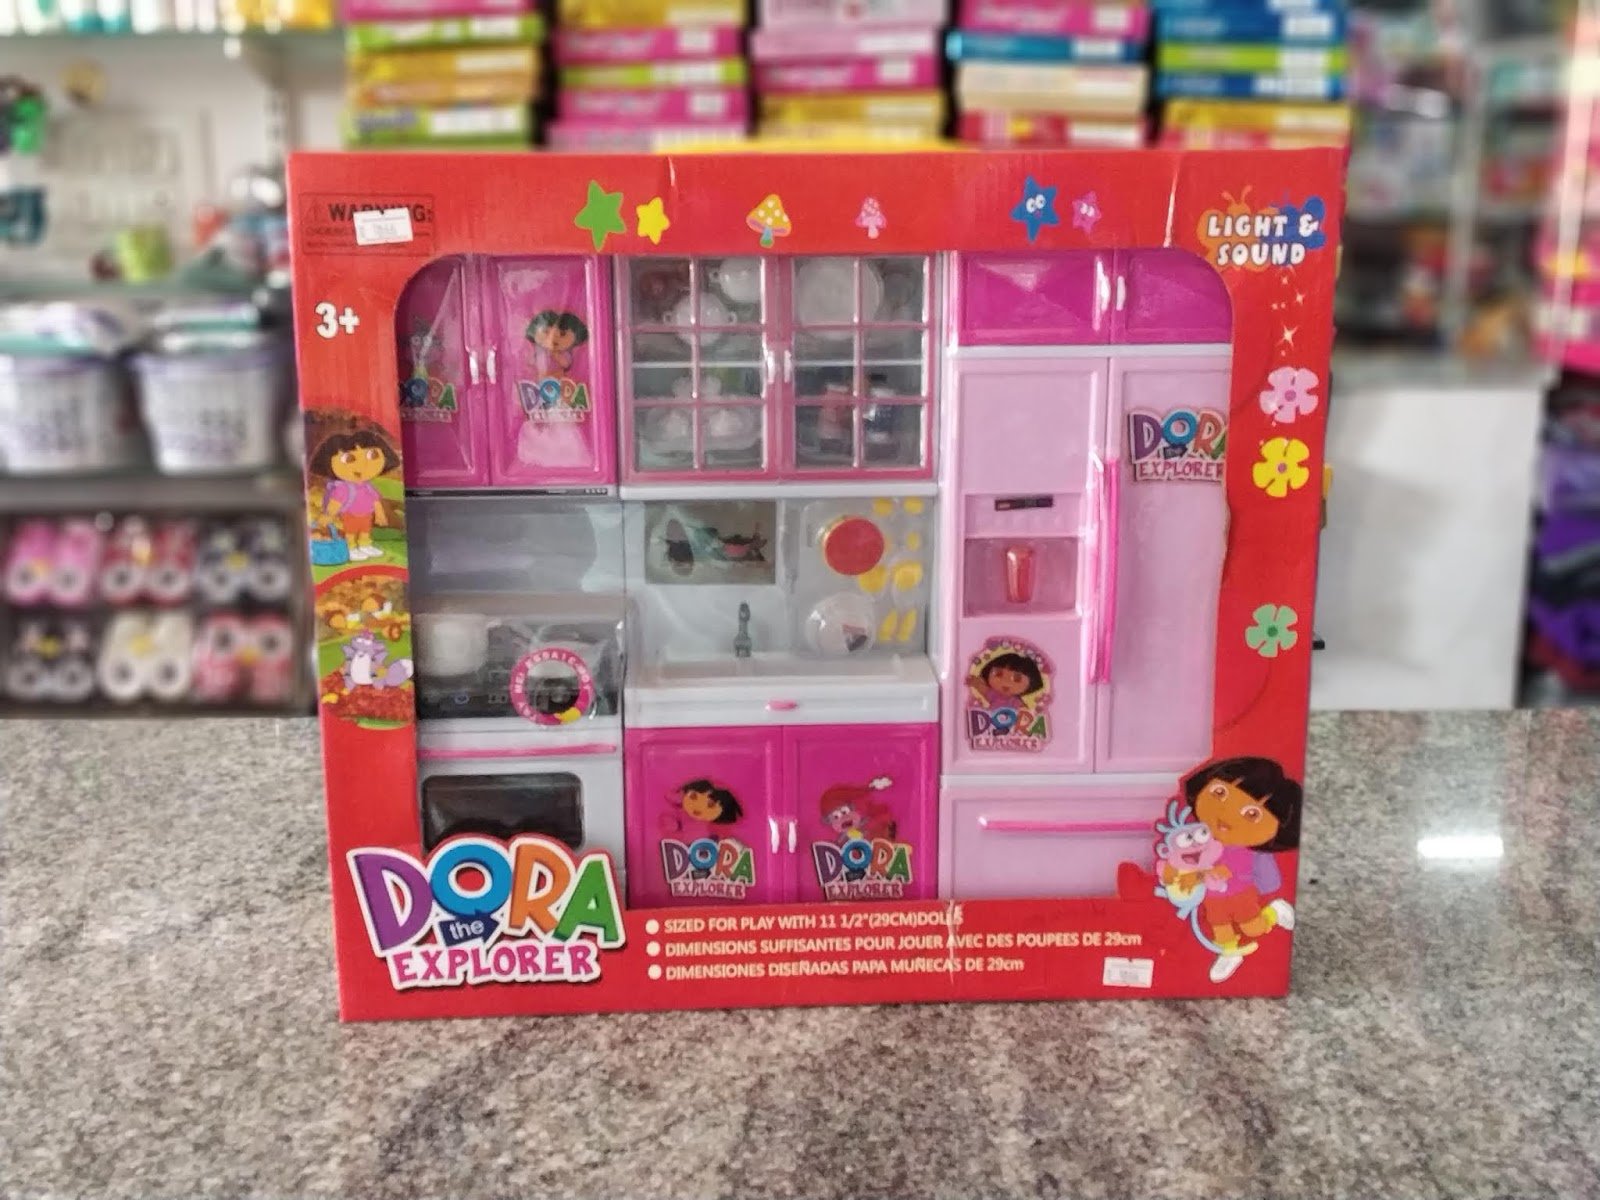 WARNING:
LIGHT &
SOUND
3+
DORA
EXPLORER
DORA
EXPLORER
DORA
the
EXPLORER
DORA
EXPLORER
DORA
EXPLORER
DORA
EXPLORER
DORA
the
EXPLORER
SIZED FOR PLAY WITH 11 1/2"(29CM)DOLLS
DIMENSIONS SUFFISANTES POUR JOUER AVEC DES POUPEES DE 29cm
DIMENSIONES DISEÑADAS PAPA MUÑECAS DE 29cm